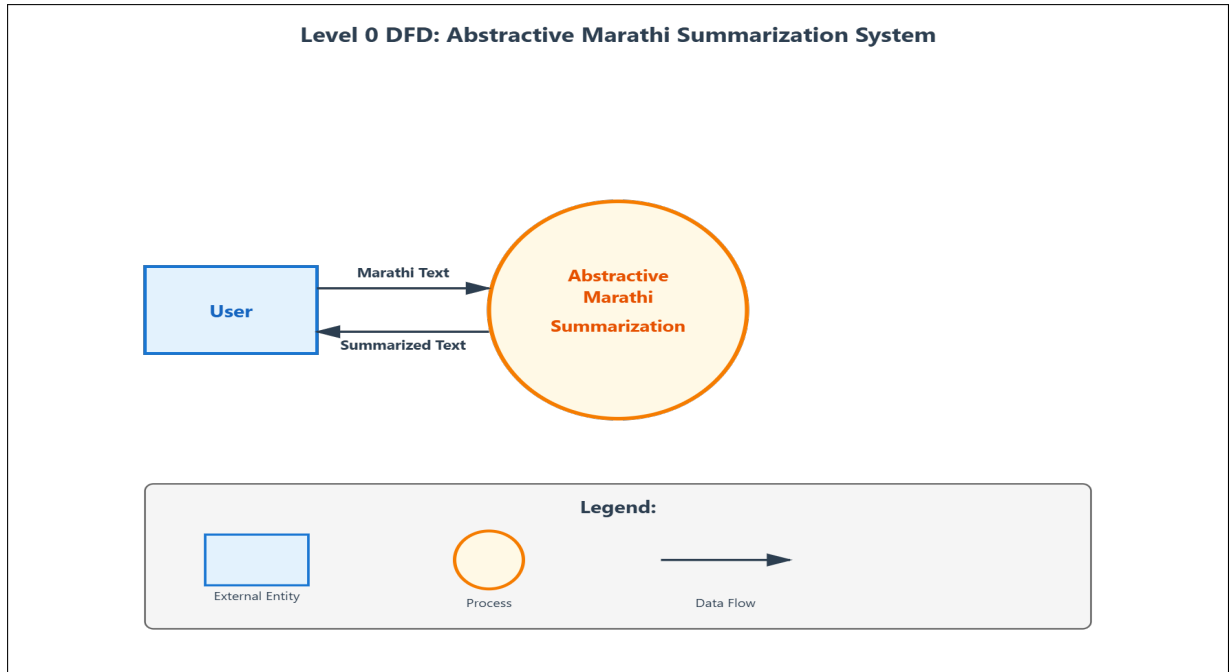 Level 0 DFD: Abstractive Marathi Summarization System
Marathi Text
User
Summarized Text
Abstractive
Marathi
Summarization
Legend:
External Entity
Process
Data Flow